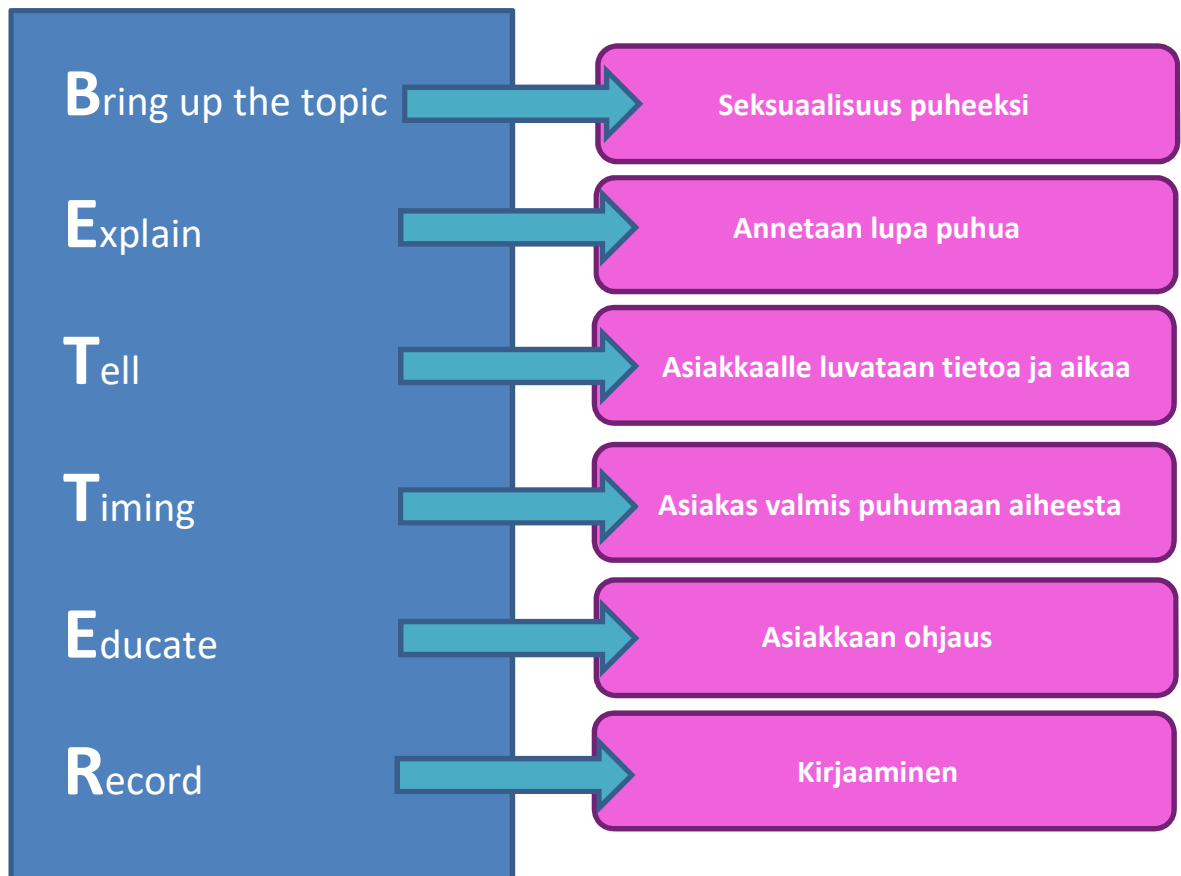 Bring up the topic
Seksuaalisuus puheeksi
Explain
Annetaan lupa puhua
Tell
Asiakkaalle luvataan tietoa ja aikaa
Timing
Asiakas valmis puhumaan aiheesta
Educate
Asiakkaan ohjaus
Record
Kirjaaminen